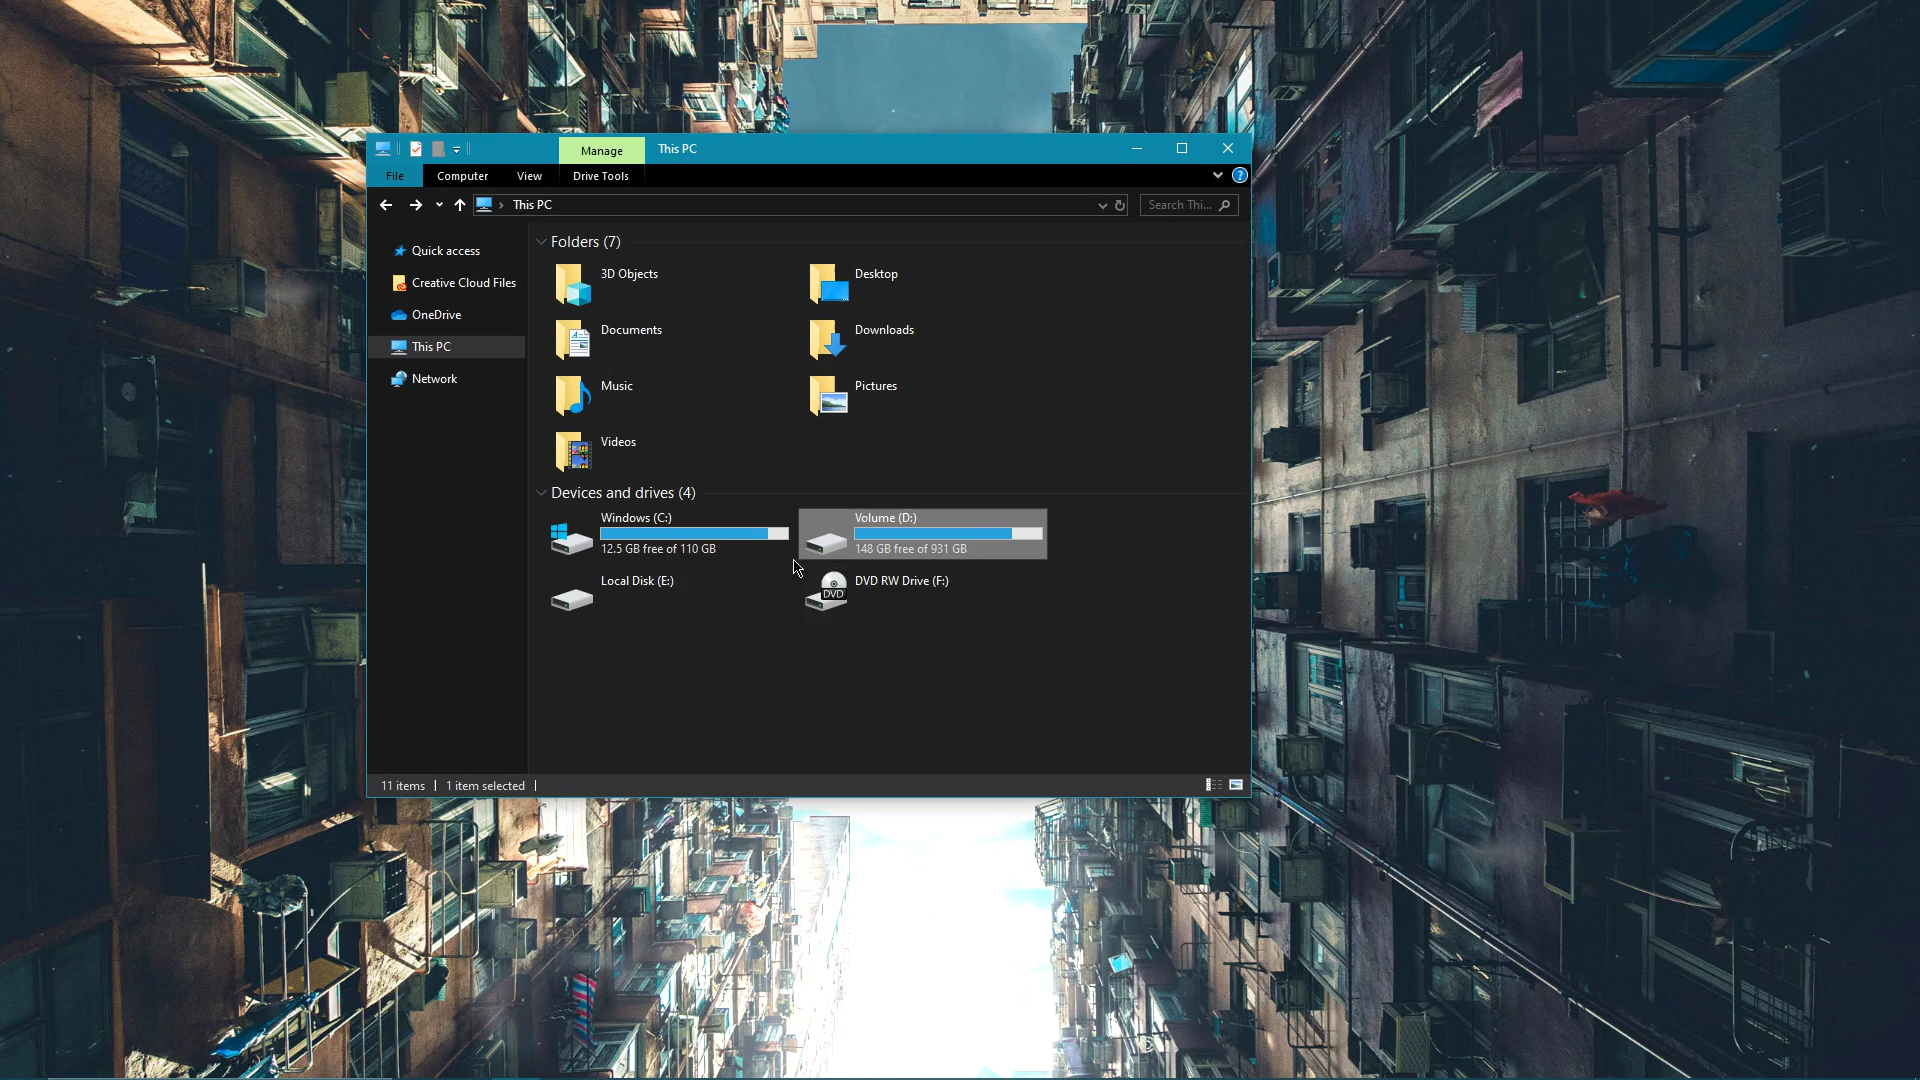 Manage
This PC
File
Computer
View
Drive Tools
This PC
Search Thi...
Quick access
Creative Cloud Files
OneDrive
This PC
Network
Folders (7)
3D Objects
Desktop
Documents
Downloads
Music
Pictures
Videos
Devices and drives (4)
Windows (C:)
12.5 GB free of 110 GB
Volume (D:)
148 GB free of 931 GB
Local Disk (E:)
DVD
DVD RW Drive (F:)
11 items
1 item selected